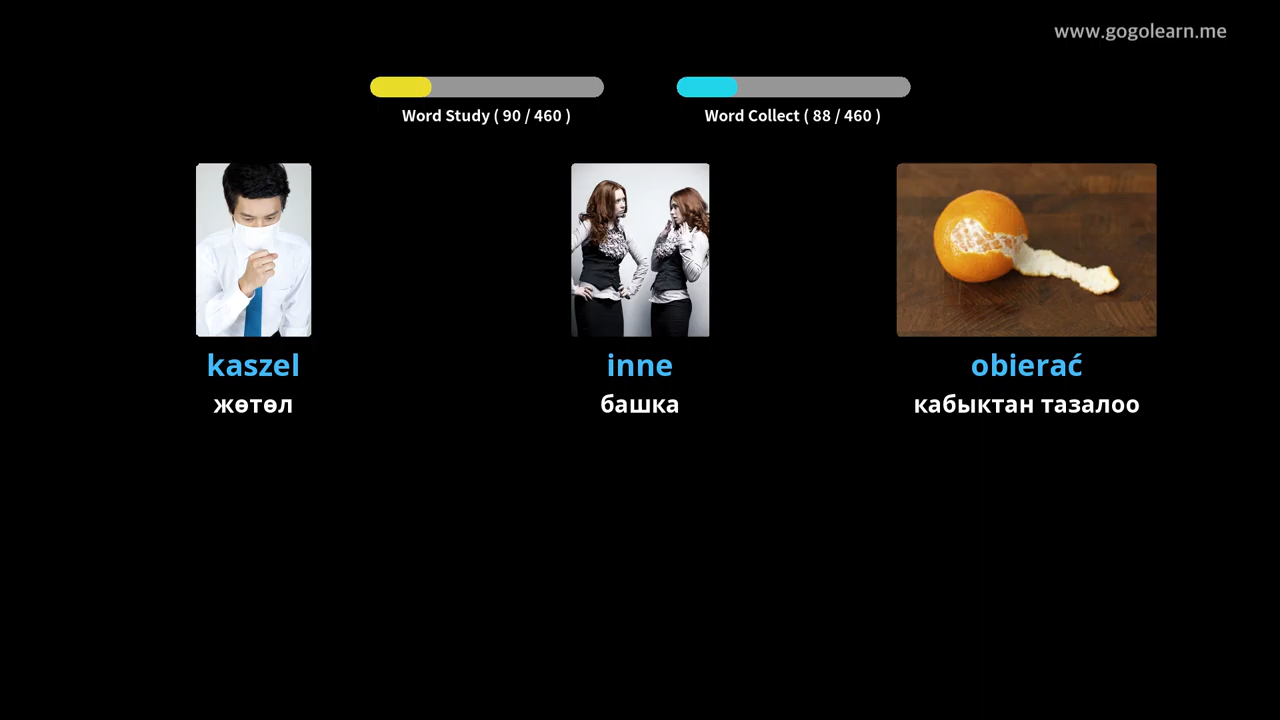 www.gogolearn.me
Word Study ( 90 / 460 )
Word Collect ( 88 / 460 )
kaszel
inne
obierać
жөтөл
башка
кабыктан тазалоо